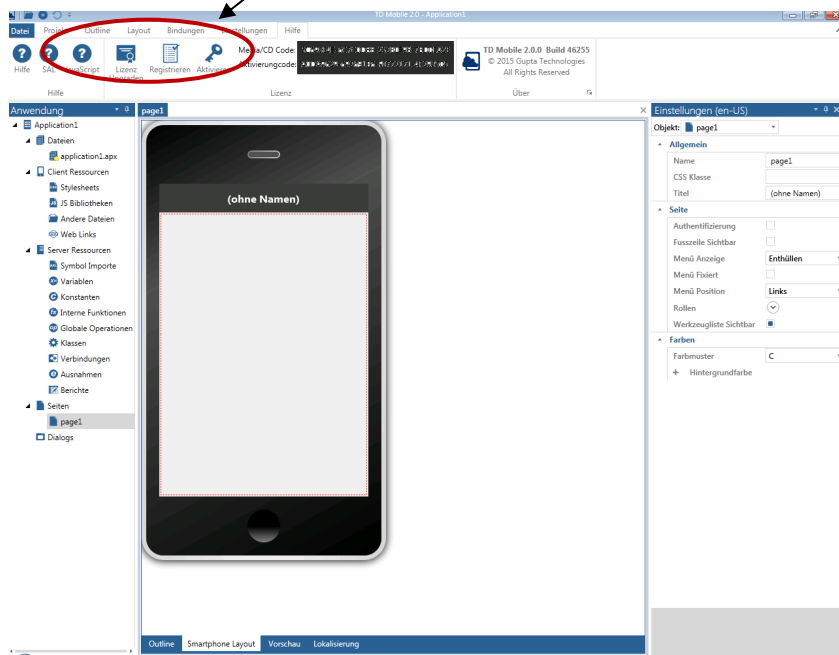 TD Mobile 2.0 - Application1
Datei Projekt Outline Layout Bindungen Hilfe
Media/CD Code:
Aktivierungcode:
Hilfe SAL JavaScript Lizenz Upgraden Registrieren Aktivieren
TD Mobile 2.0.0 Build 46255
© 2015 Gupta Technologies
All Rights Reserved
Hilfe Lizenz Über
Anwendung
Application1
Dateien
application1.apx
Client Ressourcen
Stylesheets
JS Bibliotheken
Andere Dateien
Web Links
Server Ressourcen
Symbol Importe
Variablen
Konstanten
Interne Funktionen
Globale Operationen
Klassen
Verbindungen
Ausnahmen
Berichte
Seiten
page1
Dialogs
page1
(ohne Namen)
Outline Smartphone Layout Vorschau Lokalisierung
Einstellungen (en-US)
Objekt: page1
Allgemein
Name page1
CSS Klasse
Titel (ohne Namen)
Seite
Authentifizierung
Fusszeile Sichtbar
Menü Anzeige Enthüllen
Menü Fixiert
Menü Position Links
Rollen
Werkzeugliste Sichtbar
Farben
Farbmuster C
+ Hintergrundfarbe